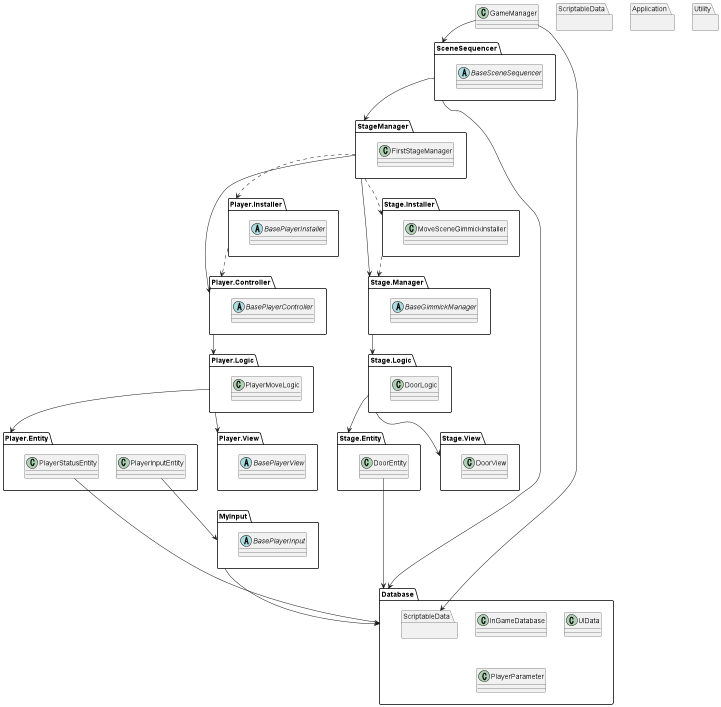 C GameManager
ScriptableData
Application
Utility
SceneSequencer
A BaseSceneSequencer
StageManager
C FirstStageManager
Player.Installer
A BasePlayerInstaller
Stage.Installer
C MoveSceneGimmickInstaller
Player.Controller
A BasePlayerController
Stage.Manager
A BaseGimmickManager
Player.Logic
C PlayerMoveLogic
Stage.Logic
C DoorLogic
Player.Entity
C PlayerStatusEntity
C PlayerInputEntity
Player.View
A BasePlayerView
Stage.Entity
C DoorEntity
Stage.View
C DoorView
MyInput
A BasePlayerInput
Database
ScriptableData
C InGameDatabase
C UiData
C PlayerParameter